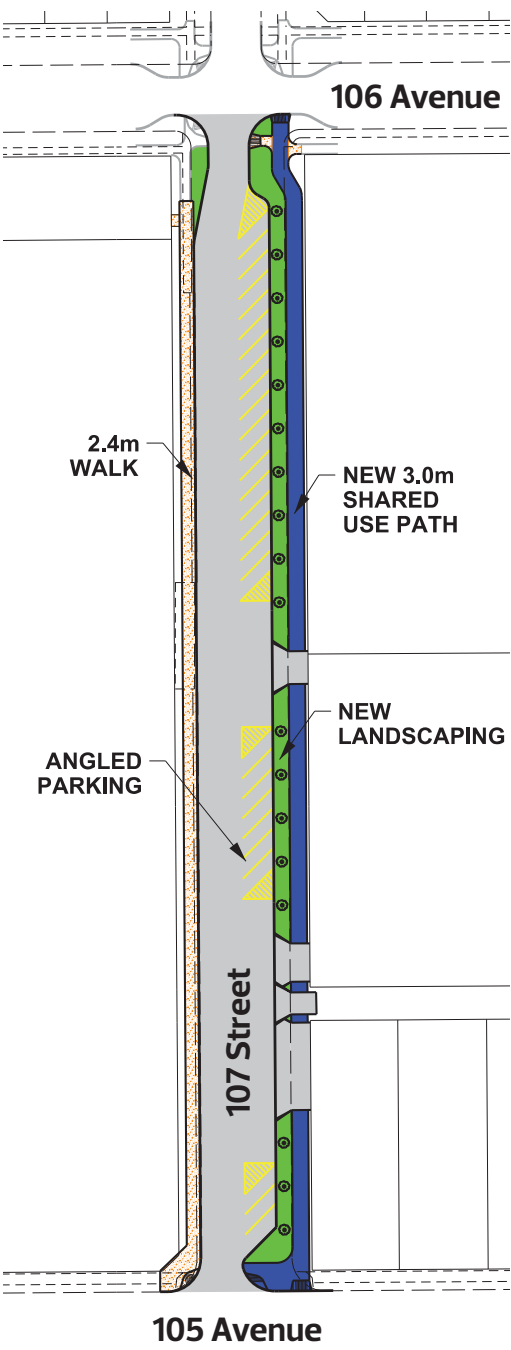 106 Avenue
2.4m
WALK
NEW 3.0m
SHARED
USE PATH
NEW
LANDSCAPING
ANGLED
PARKING
107 Street
105 Avenue